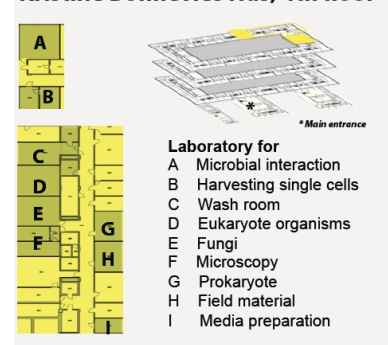 A
B
*
* Main entrance
C
D
E
F
G
H
I
Laboratory for
A Microbial interaction
B Harvesting single cells
C Wash room
D Eukaryote organisms
E Fungi
F Microscopy
G Prokaryote
H Field material
I Media preparation